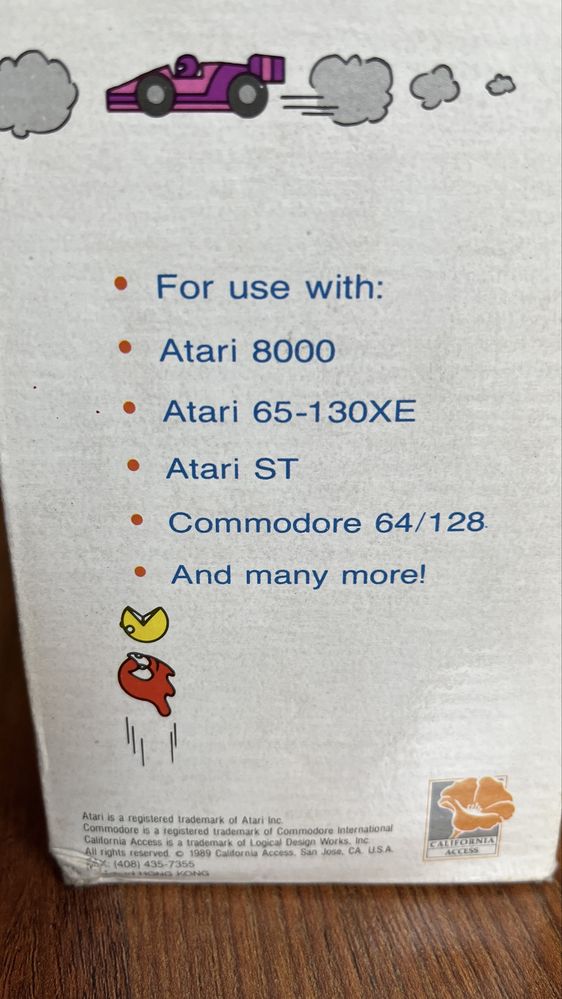 For use with:
Atari 8000
Atari 65-130XE
Atari ST
Commodore 64/128
And many more!
Atari is a registered trademark of Atari Inc.
Commodore is a registered trademark of Commodore International
California Access is a trademark of Logical Design Works, Inc.
All rights reserved. © 1989 California Access, San Jose, CA. U.S.A.
FAX: (408) 435-7355
HONG KONG
CALIFORNIA
ACCESS